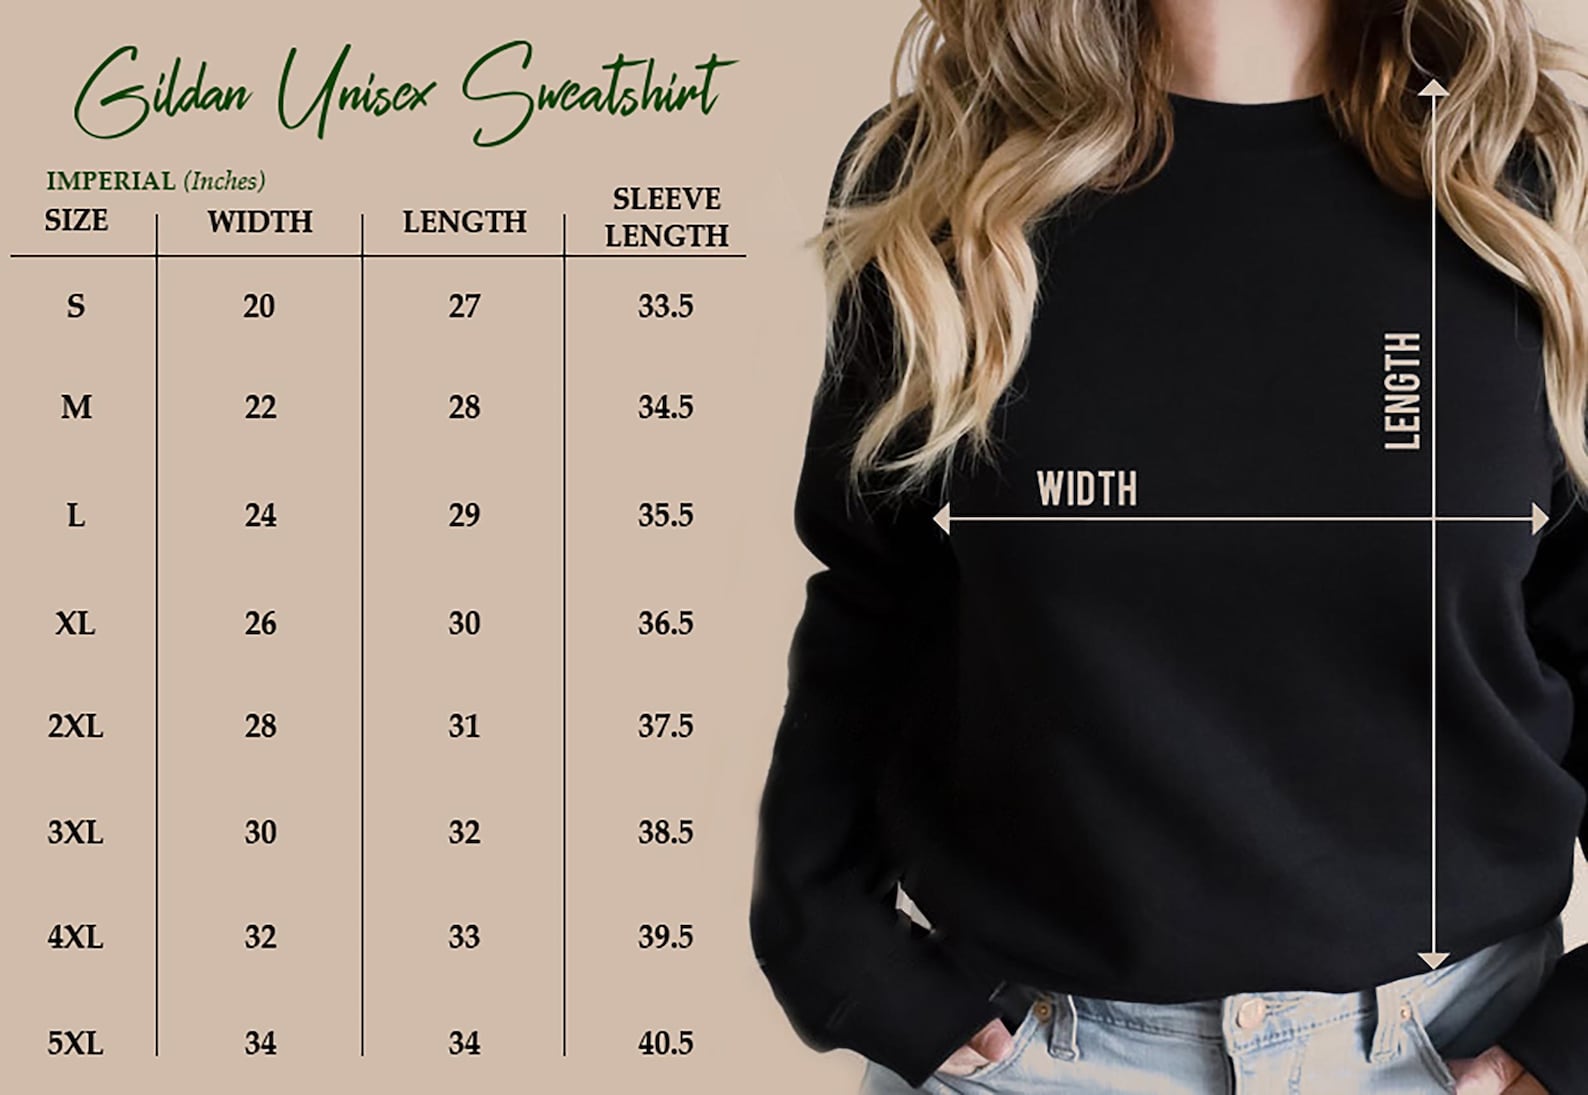 Gildan Unisex Sweatshirt
IMPERIAL (Inches)
SIZE WIDTH LENGTH SLEEVE LENGTH
S 20 27 33.5
M 22 28 34.5
L 24 29 35.5
XL 26 30 36.5
2XL 28 31 37.5
3XL 30 32 38.5
4XL 32 33 39.5
5XL 34 34 40.5
LENGTH
WIDTH